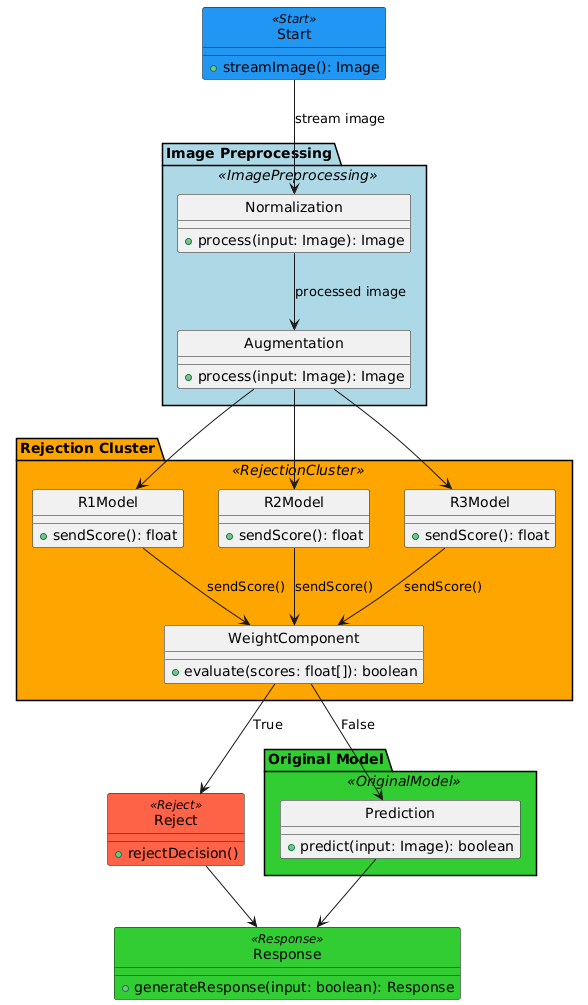 «Start»
Start
streamImage(): Image
stream image
Image Preprocessing
«ImagePreprocessing»
Normalization
process(input: Image): Image
processed image
Augmentation
process(input: Image): Image
Rejection Cluster
«RejectionCluster»
R1Model
sendScore(): float
R2Model
sendScore(): float
R3Model
sendScore(): float
sendScore()
sendScore()
sendScore()
WeightComponent
evaluate(scores: float[]): boolean
True
False
Original Model
«OriginalModel»
«Reject»
Reject
rejectDecision()
Prediction
predict(input: Image): boolean
«Response»
Response
generateResponse(input: boolean): Response